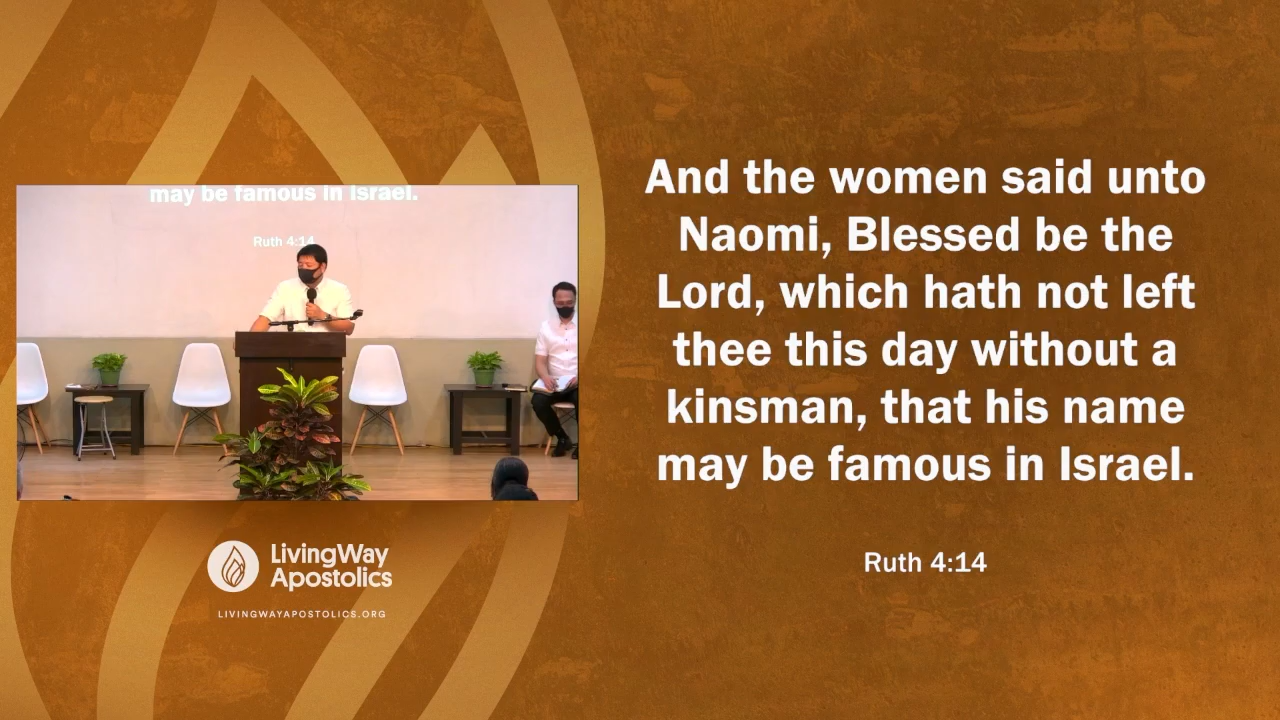 may be famous in Israel.
Ruth 4:14
LivingWay
Apostolics
LIVINGWAYAPOSTOLICS.ORG
And the women said unto
Naomi, Blessed be the
Lord, which hath not left
thee this day without a
kinsman, that his name
may be famous in Israel.
Ruth 4:14